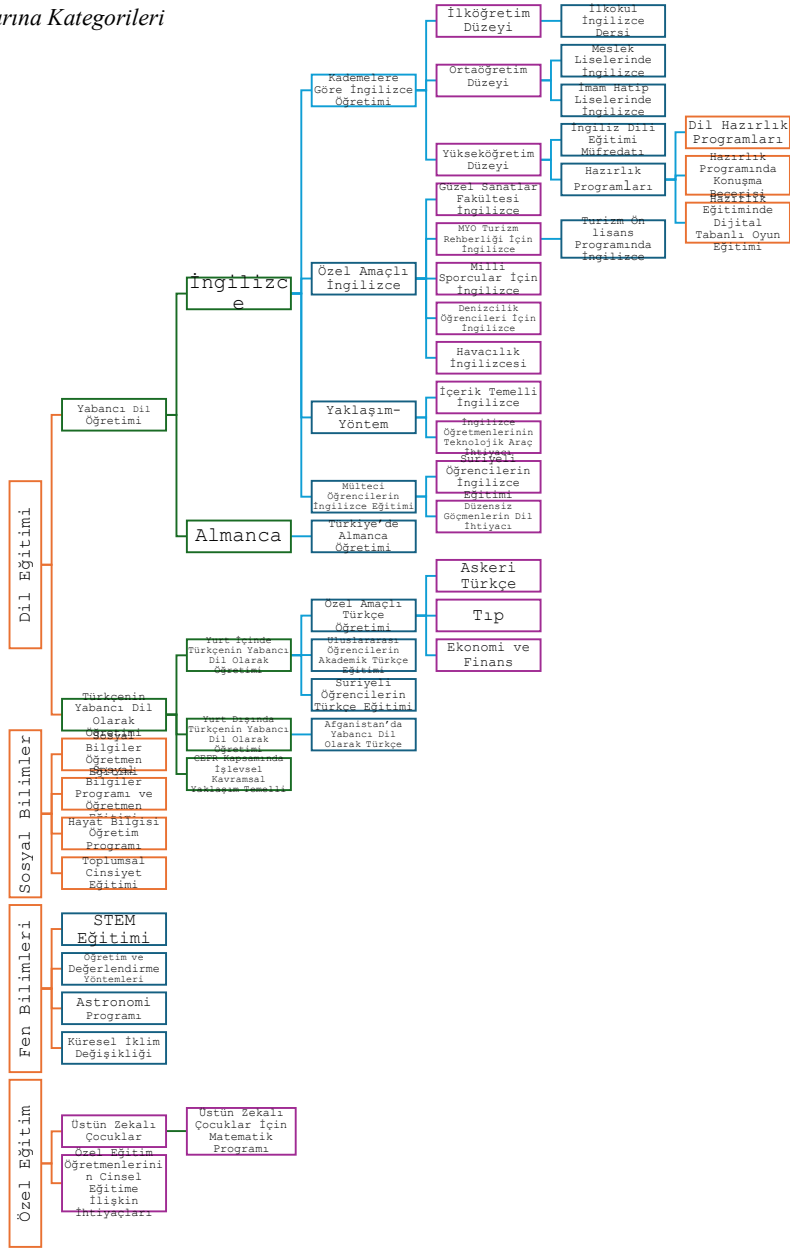 arına Kategorileri
Dil Eğitimi
Yabancı Dil
Öğretimi
İngilizc
e
Kademelere
Göre İngilizce
Öğretimi
İlköğretim
Düzeyi
İlkokul
İngilizce
Dersi
Ortaöğretim
Düzeyi
Meslek
Liselerinde
İngilizce
İmam Hatip
Liselerinde
İngilizce
Yükseköğretim
Düzeyi
İngiliz Dili
Eğitimi
Müfredatı
Hazırlık
Programları
Dil Hazırlık
Programları
Hazırlık
Programında
Konuşma
Becerisi
Hazırlık
Eğitiminde
Dijital
Tabanlı Oyun
Eğitimi
Özel Amaçlı
İngilizce
Güzel Sanatlar
Fakültesi
İngilizce
MYO Turizm
Rehberliği İçin
İngilizce
Turizm Ön
lisans
Programında
İngilizce
Milli
Sporcular İçin
İngilizce
Denizcilik
Öğrencileri İçin
İngilizce
Havacılık
İngilizcesi
Yaklaşım-
Yöntem
İçerik Temelli
İngilizce
İngilizce
Öğretmenlerinin
Teknolojik Araç
İhtiyacı
Mülteci
Öğrencilerin
İngilizce Eğitimi
Suriyeli
Öğrencilerin
İngilizce
Eğitimi
Düzensiz
Göçmenlerin Dil
İhtiyacı
Almanca
Türkiye’de
Almanca
Öğretimi
Türkçenin
Yabancı Dil
Olarak
Öğretimi
Yurt İçinde
Türkçenin Yabancı
Dil Olarak
Öğretimi
Özel Amaçlı
Türkçe
Öğretimi
Askeri
Türkçe
Tıp
Ekonomi ve
Finans
Uluslararası
Öğrencilerin
Akademik Türkçe
Eğitimi
Suriyeli
Öğrencilerin
Türkçe Eğitimi
Yurt Dışında
Türkçenin Yabancı
Dil Olarak
Öğretimi
Afganistan’da
Yabancı Dil
Olarak Türkçe
CEFR Kapsamında
İşlevsel
Kavramsal
Yaklaşım Temelli
Sosyal Bilimler
Sosyal
Bilgiler
Öğretmen
Eğitimi
Sosyal
Bilgiler
Programı ve
Öğretmen
Eğitimi
Hayat Bilgisi
Öğretim
Programı
Toplumsal
Cinsiyet
Eğitimi
Fen Bilimleri
STEM
Eğitimi
Öğretim ve
Değerlendirme
Yöntemleri
Astronomi
Programı
Küresel İklim
Değişikliği
Özel Eğitim
Üstün Zekalı
Çocuklar
Üstün Zekalı
Çocuklar İçin
Matematik
Programı
Özel Eğitim
Öğretmenlerini
n Cinsel
Eğitime
İlişkin
İhtiyaçları